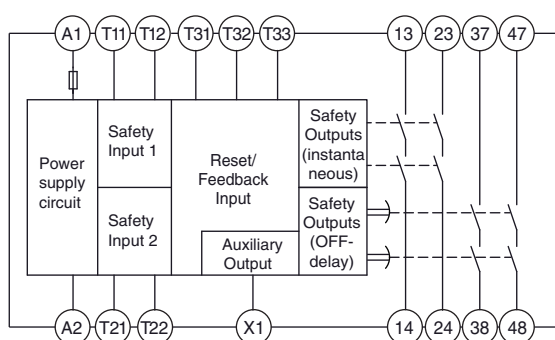 A1 T11 T12 T31 T32 T33 13 23 37 47
Power
supply
circuit
Safety
Input 1
Safety
Input 2
Reset/
Feedback
Input
Auxiliary
Output
Safety
Outputs
(instanta
neous)
Safety
Outputs
(OFF-
delay)
A2 T21 T22 X1 14 24 38 48